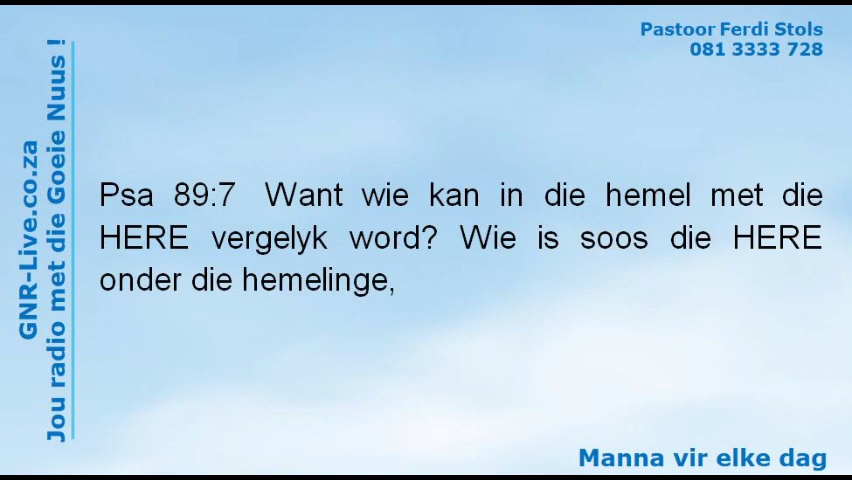 Pastoor Ferdi Stols
081 3333 728
GNR-Live.co.za
Jou radio met die Goeie Nuus !
Psa 89:7 Want wie kan in die hemel met die
HERE vergelyk word? Wie is soos die HERE
onder die hemelinge,
Manna vir elke dag